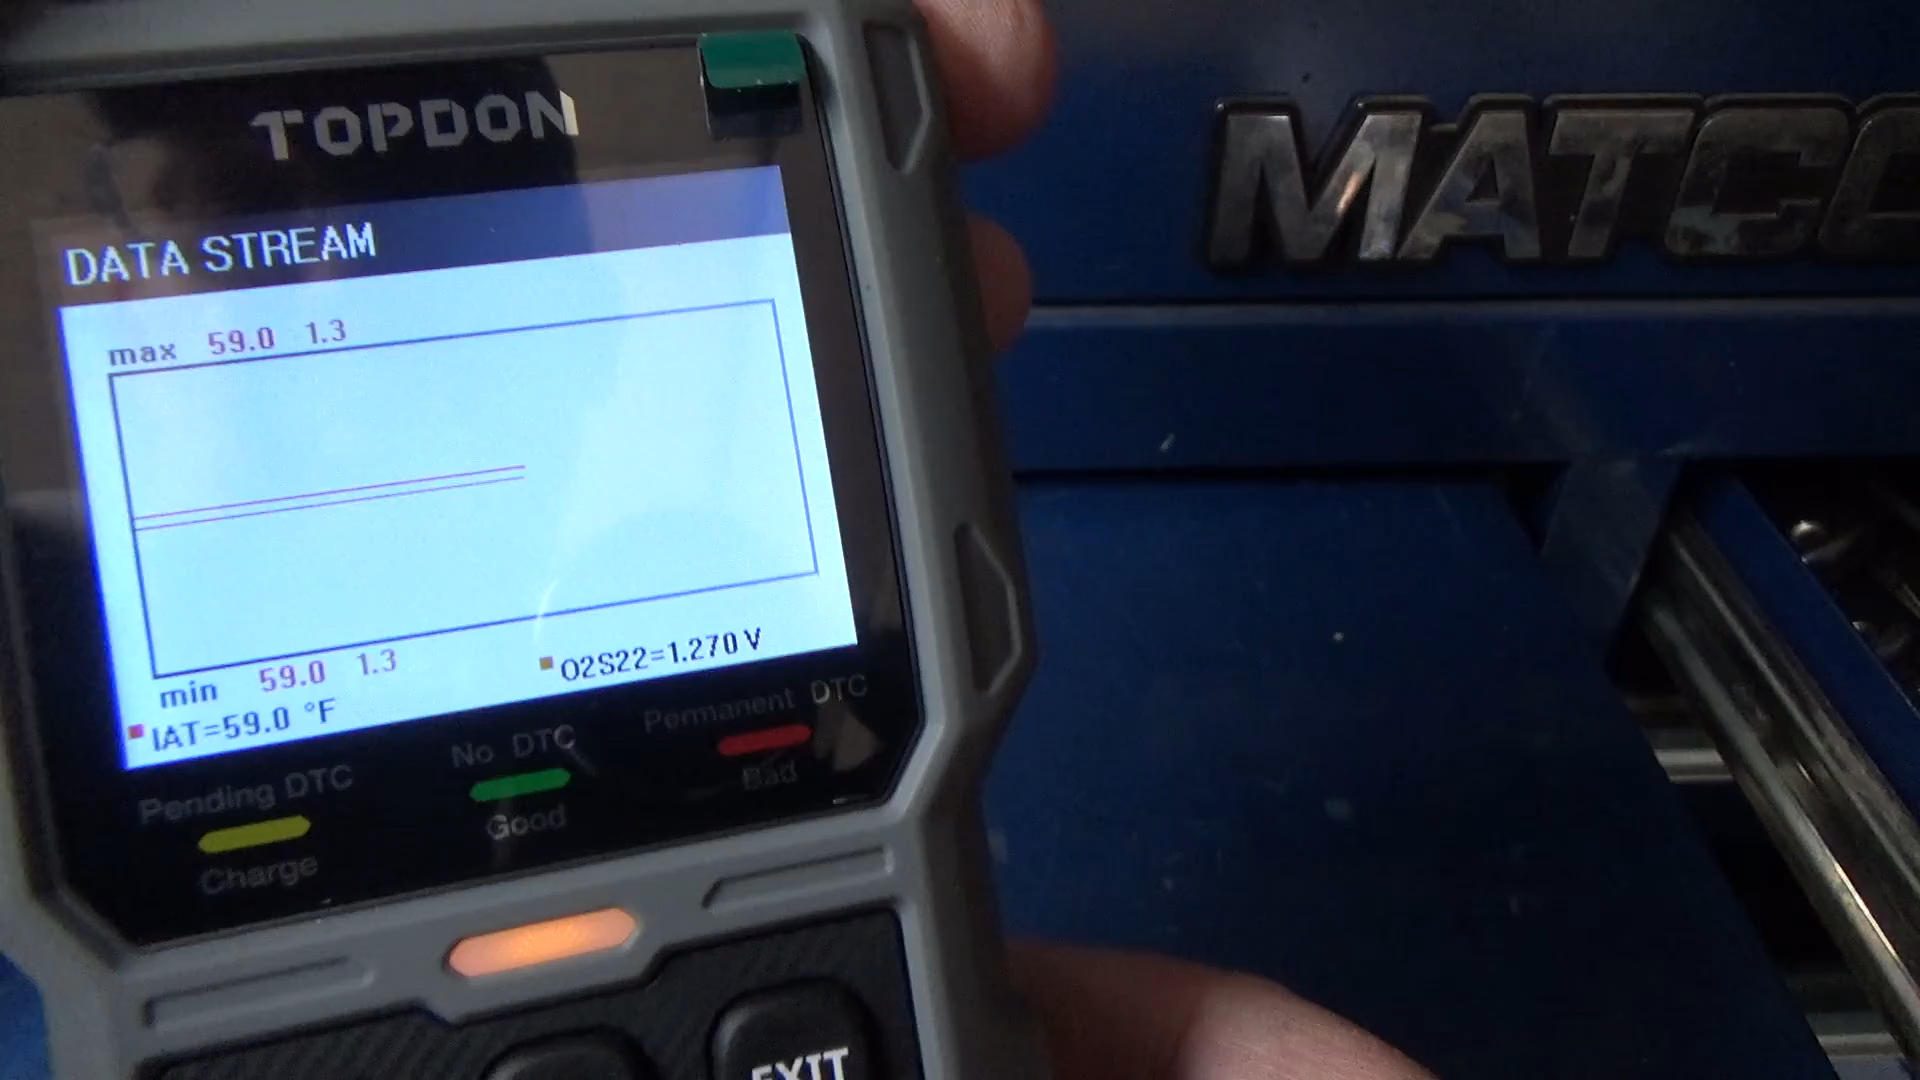 TOPDON
MATCO
DATA STREAM
max 59.0 1.3
min 59.0 1.3
IAT=59.0 °F
O2S22=1.270 V
Pending DTC
No DTC
Permanent DTC
Charge
Good
Bad
EXIT